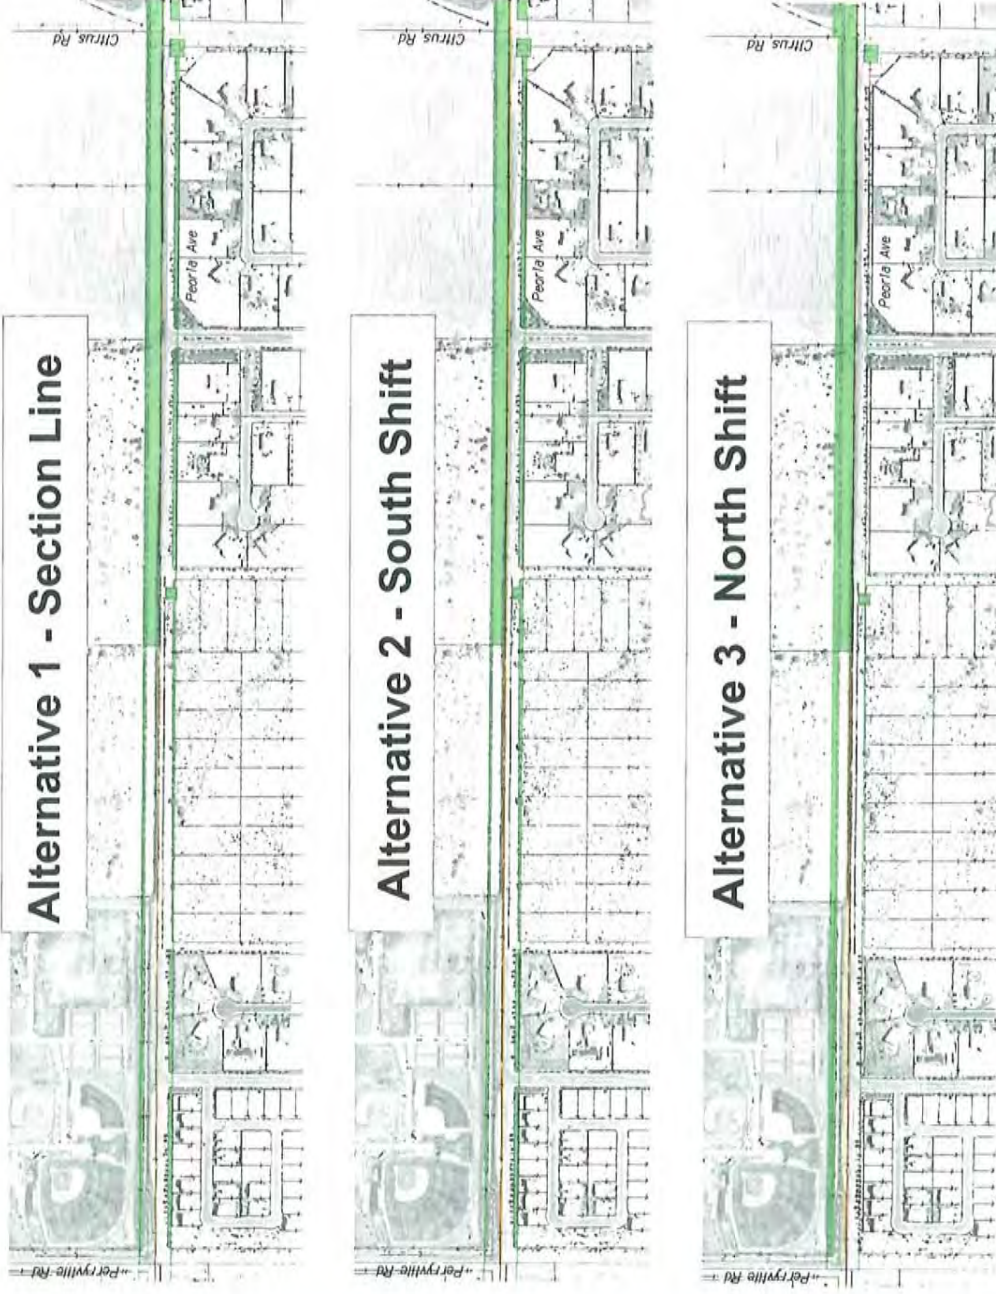 Alternative 1 - Section Line
Perryville Rd
Peoria Ave
Citrus Rd
Alternative 2 - South Shift
Perryville Rd
Peoria Ave
Citrus Rd
Alternative 3 - North Shift
Perryville Rd
Peoria Ave
Citrus Rd